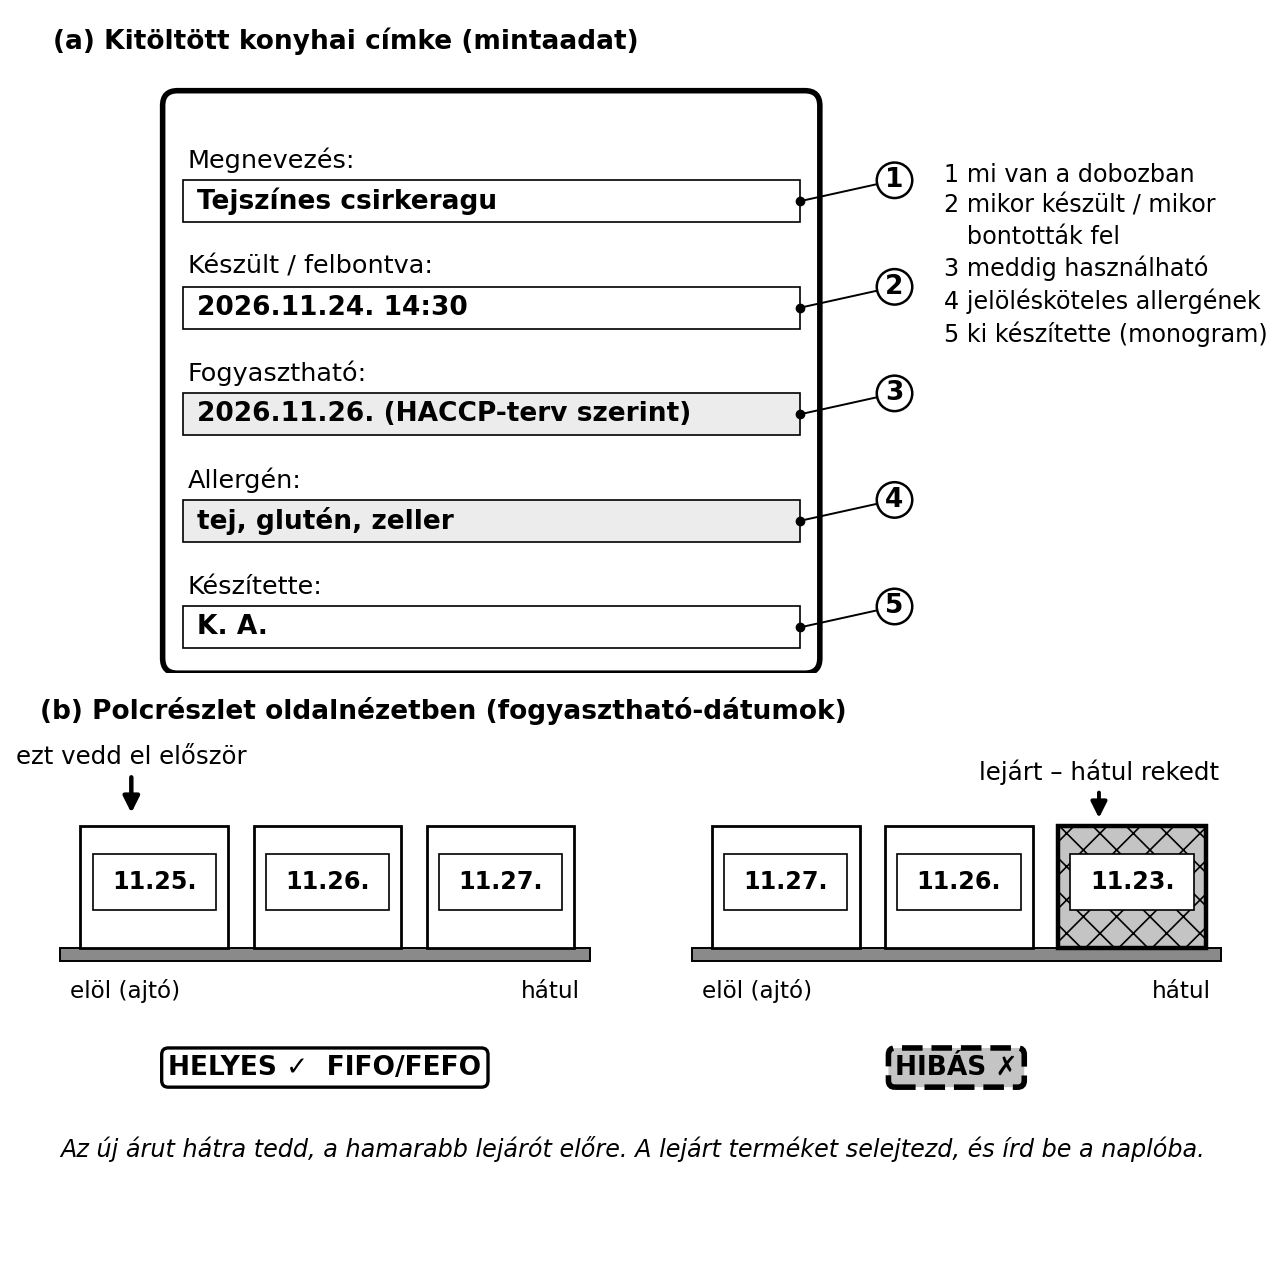 (a) Kitöltött konyhai címke (mintaadat)
Megnevezés:
Tejszínes csirkeragu
Készült / felbontva:
2026.11.24. 14:30
Fogyasztható:
2026.11.26. (HACCP-terv szerint)
Allergén:
tej, glutén, zeller
Készítette:
K. A.
1
2
3
4
5
1 mi van a dobozban
2 mikor készült / mikor
bontották fel
3 meddig használható
4 jelölésköteles allergének
5 ki készítette (monogram)
(b) Polcrészlet oldalnézetben (fogyasztható-dátumok)
ezt vedd el először
11.25. 11.26. 11.27.
elöl (ajtó) hátul
HELYES ✓ FIFO/FEFO
lejárt – hátul rekedt
11.27. 11.26. 11.23.
elöl (ajtó) hátul
HIBÁS ✗
Az új árut hátra tedd, a hamarabb lejárót előre. A lejárt terméket selejtezd, és írd be a naplóba.